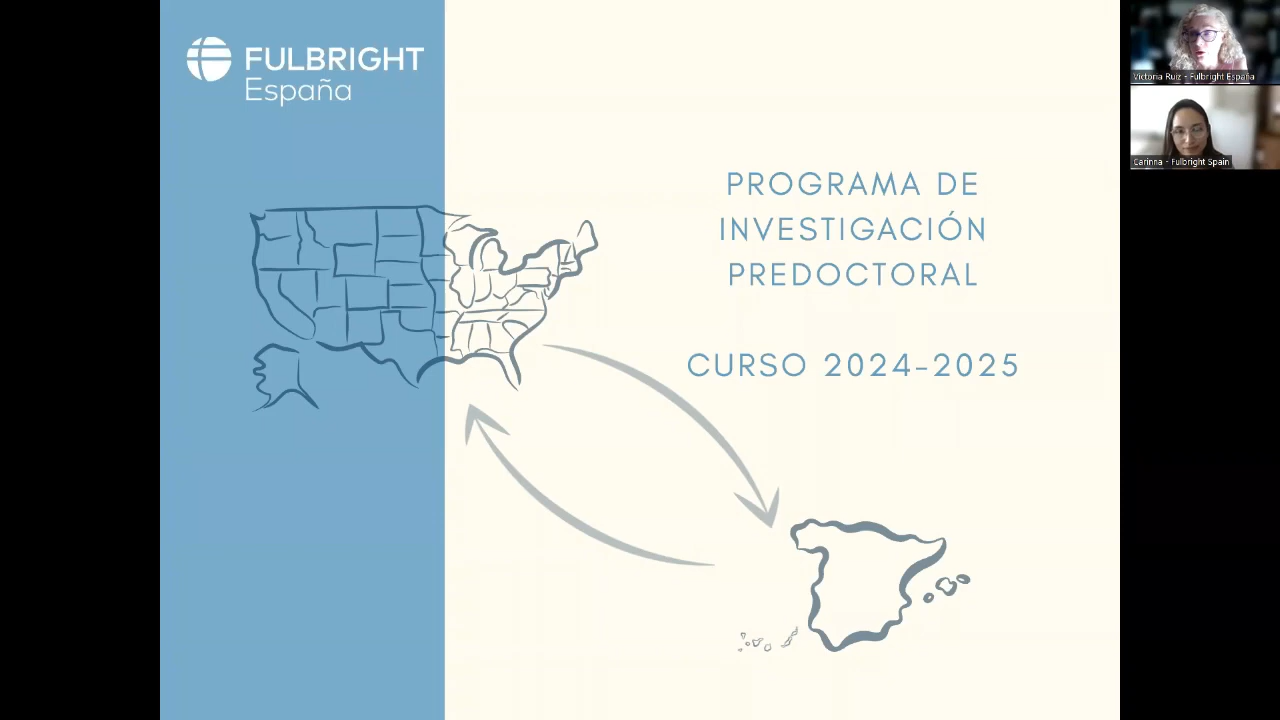 FULBRIGHT
España
PROGRAMA DE
INVESTIGACIÓN
PREDOCTORAL
CURSO 2024-2025
Victoria Ruiz - Fulbright España
Carinna - Fulbright Spain